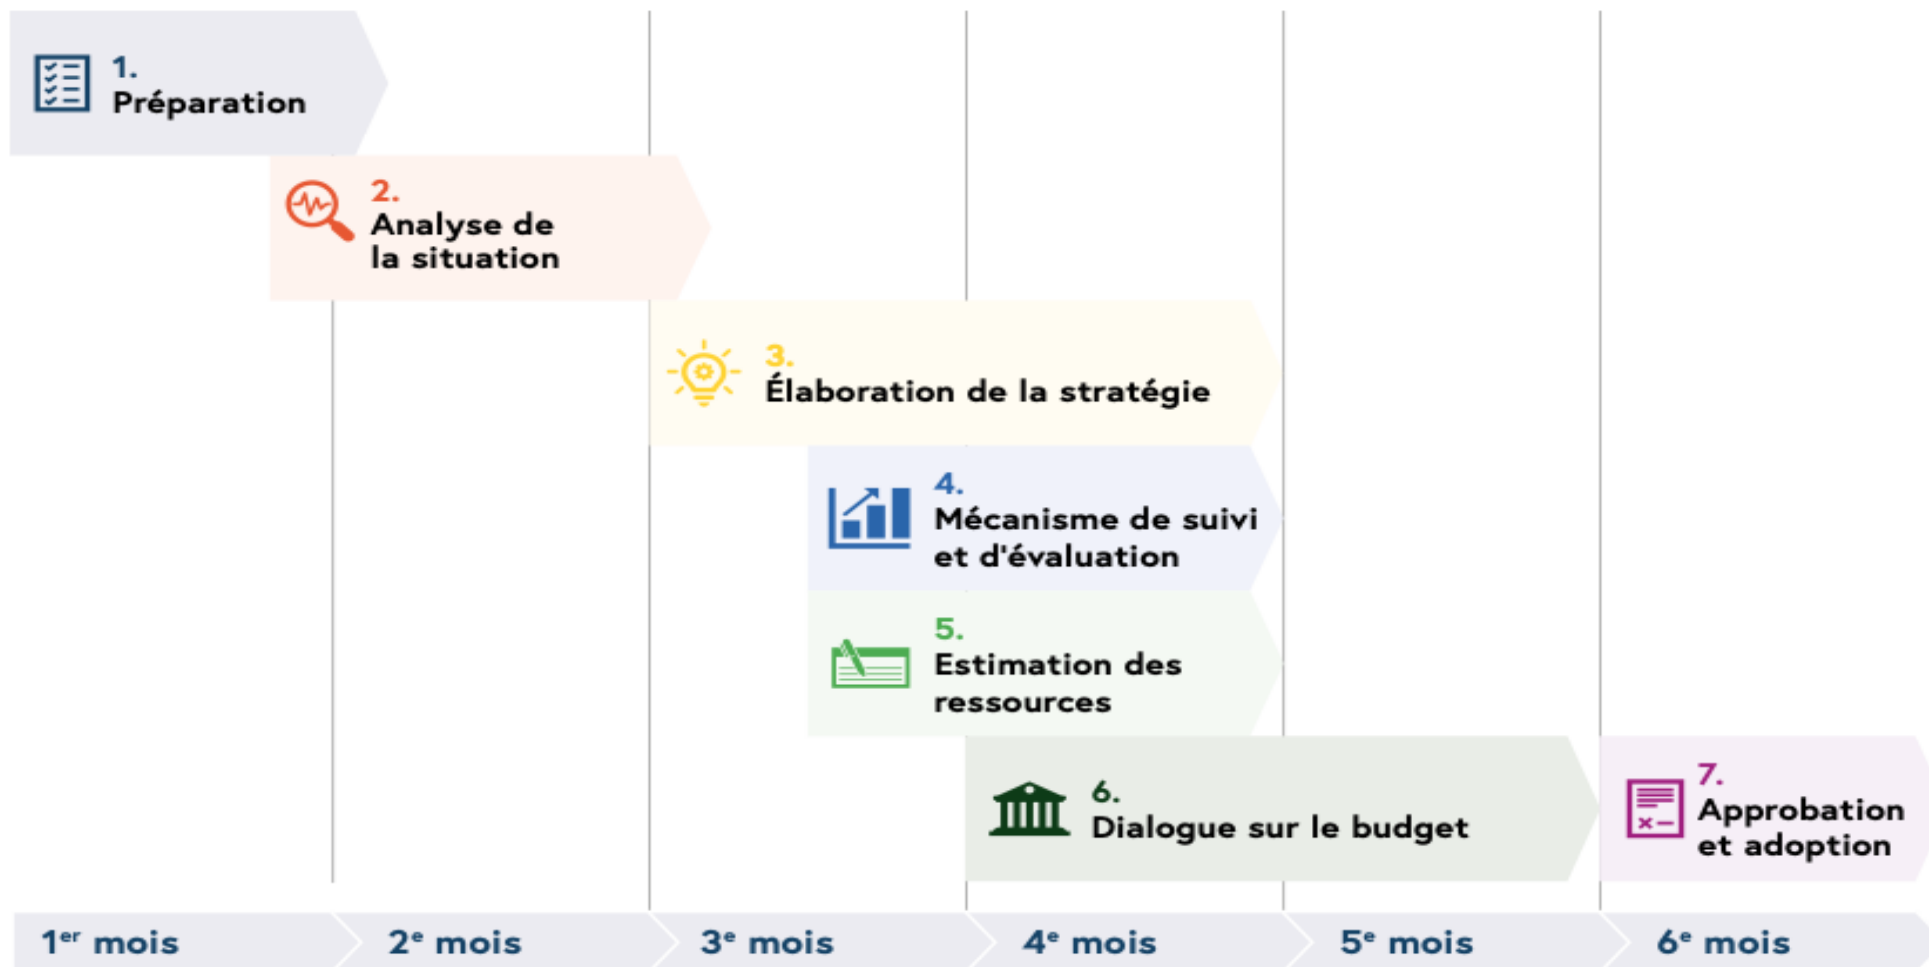 1.
Préparation
2.
Analyse de
la situation
3.
Élaboration de la stratégie
4.
Mécanisme de suivi
et d'évaluation
5.
Estimation des
ressources
6.
Dialogue sur le budget
7.
Approbation
et adoption
1er mois
2e mois
3e mois
4e mois
5e mois
6e mois